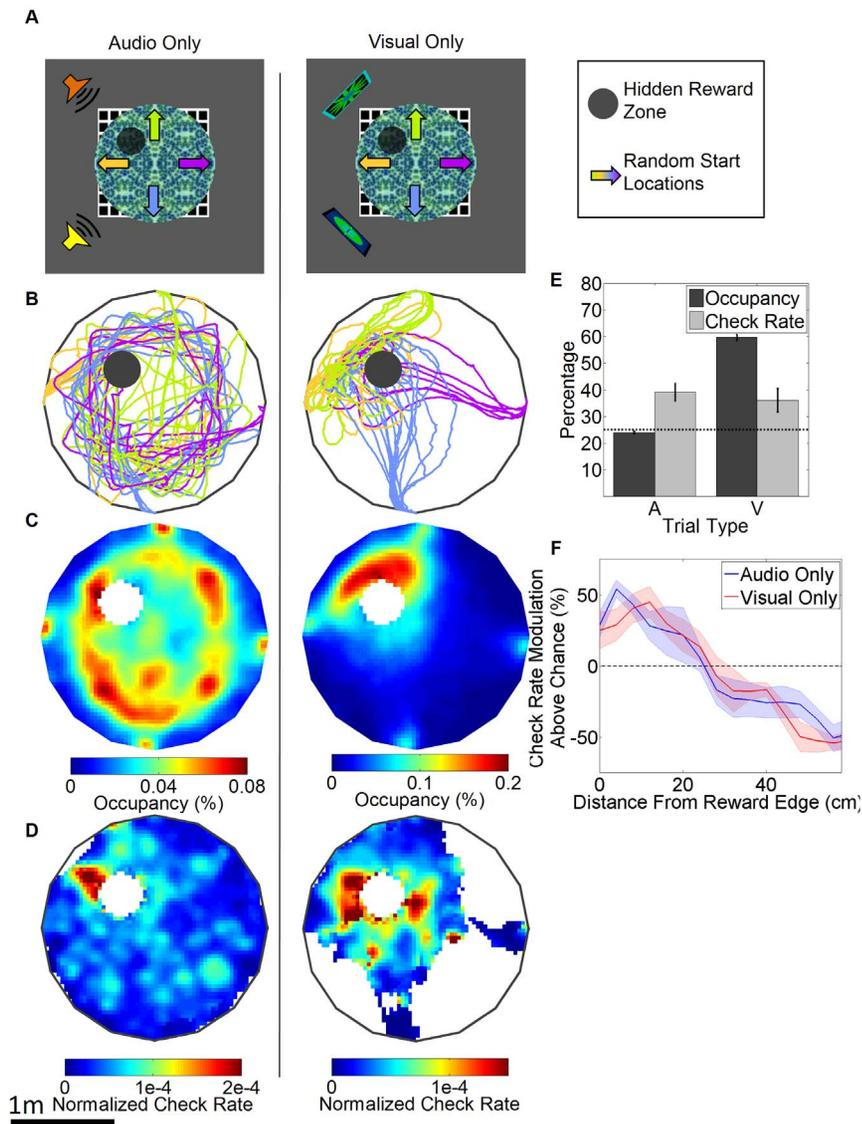 A
Audio Only
Visual Only
Hidden Reward
Zone
Random Start
Locations
B
E
80
70
60
50
40
30
20
10
Percentage
Occupancy
Check Rate
A
V
Trial Type
C
0
0.04
0.08
Occupancy (%)
0
0.1
0.2
Occupancy (%)
F
Check Rate Modulation
Above Chance (%)
50
0
-50
Audio Only
Visual Only
0
20
40
Distance From Reward Edge (cm)
D
0
1e-4
2e-4
Normalized Check Rate
0
1e-4
Normalized Check Rate
1m